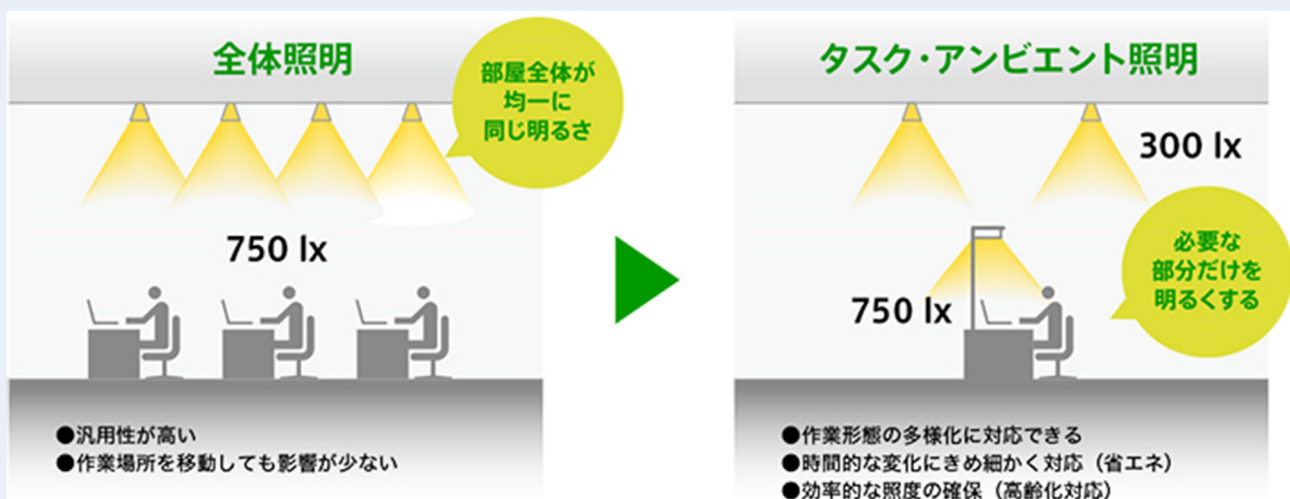 全体照明
部屋全体が
均一に
同じ明るさ
750 lx
●汎用性が高い
●作業場所を移動しても影響が少ない
タスク・アンビエント照明
300 lx
必要な
部分だけを
明るくする
750 lx
●作業形態の多様化に対応できる
●時間的な変化にきめ細かく対応（省エネ）
●効率的な照度の確保（高齢化対応）